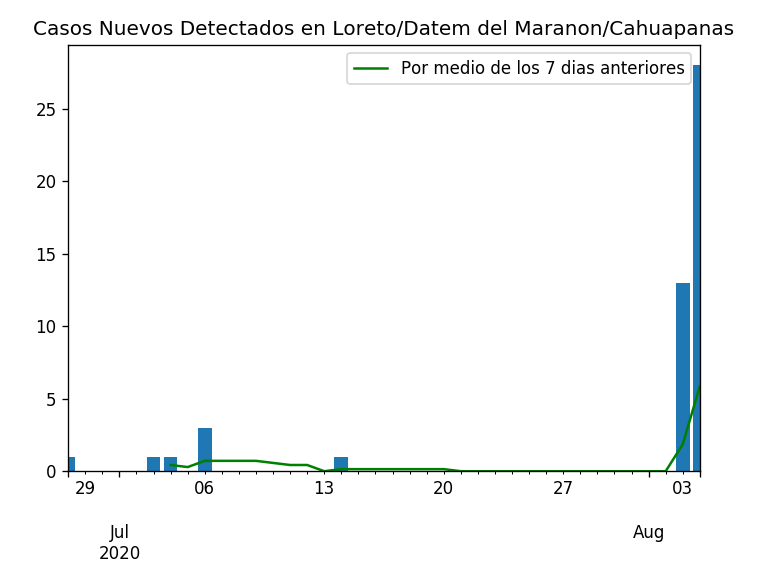 Casos Nuevos Detectados en Loreto/Datem del Maranon/Cahuapanas
Por medio de los 7 dias anteriores
25
20
15
10
5
0
29 06 13 20 27 03
Jul Aug
2020